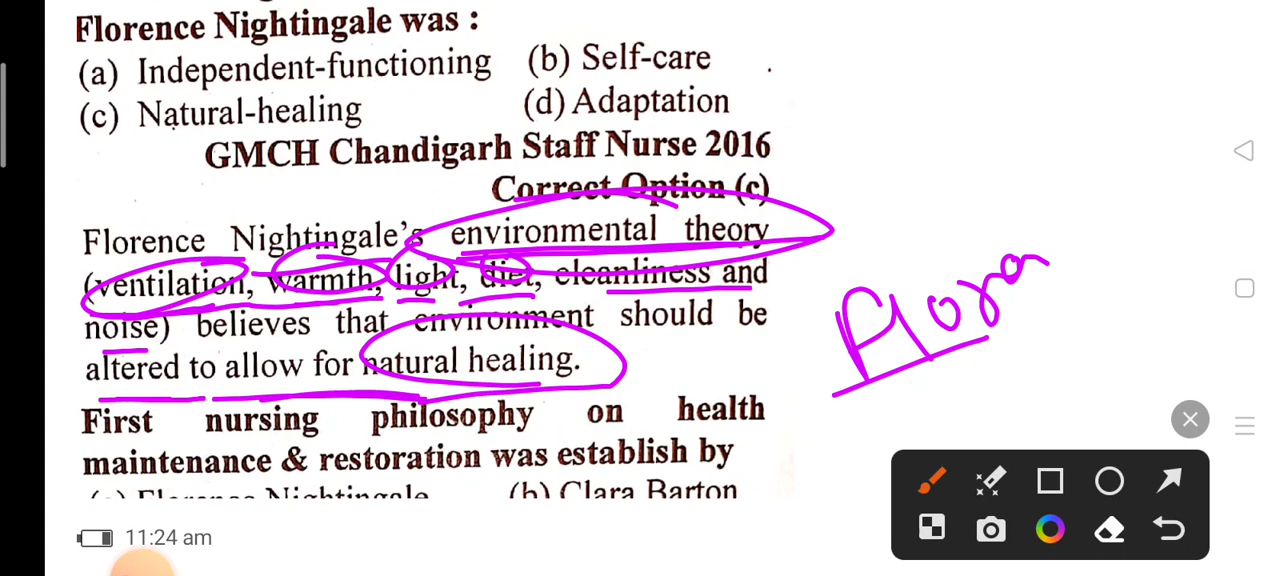 Florence Nightingale was :
(a) Independent-functioning (b) Self-care
(c) Natural-healing (d) Adaptation
GMCH Chandigarh Staff Nurse 2016
Correct Option (c)
Florence Nightingale's environmental theory
(ventilation, warmth, light, diet, cleanliness and
noise) believes that environment should be
altered to allow for natural healing.
First nursing philosophy on health
maintenance & restoration was establish by
(a) Florence Nightingale (b) Clara Barton
11:24 am